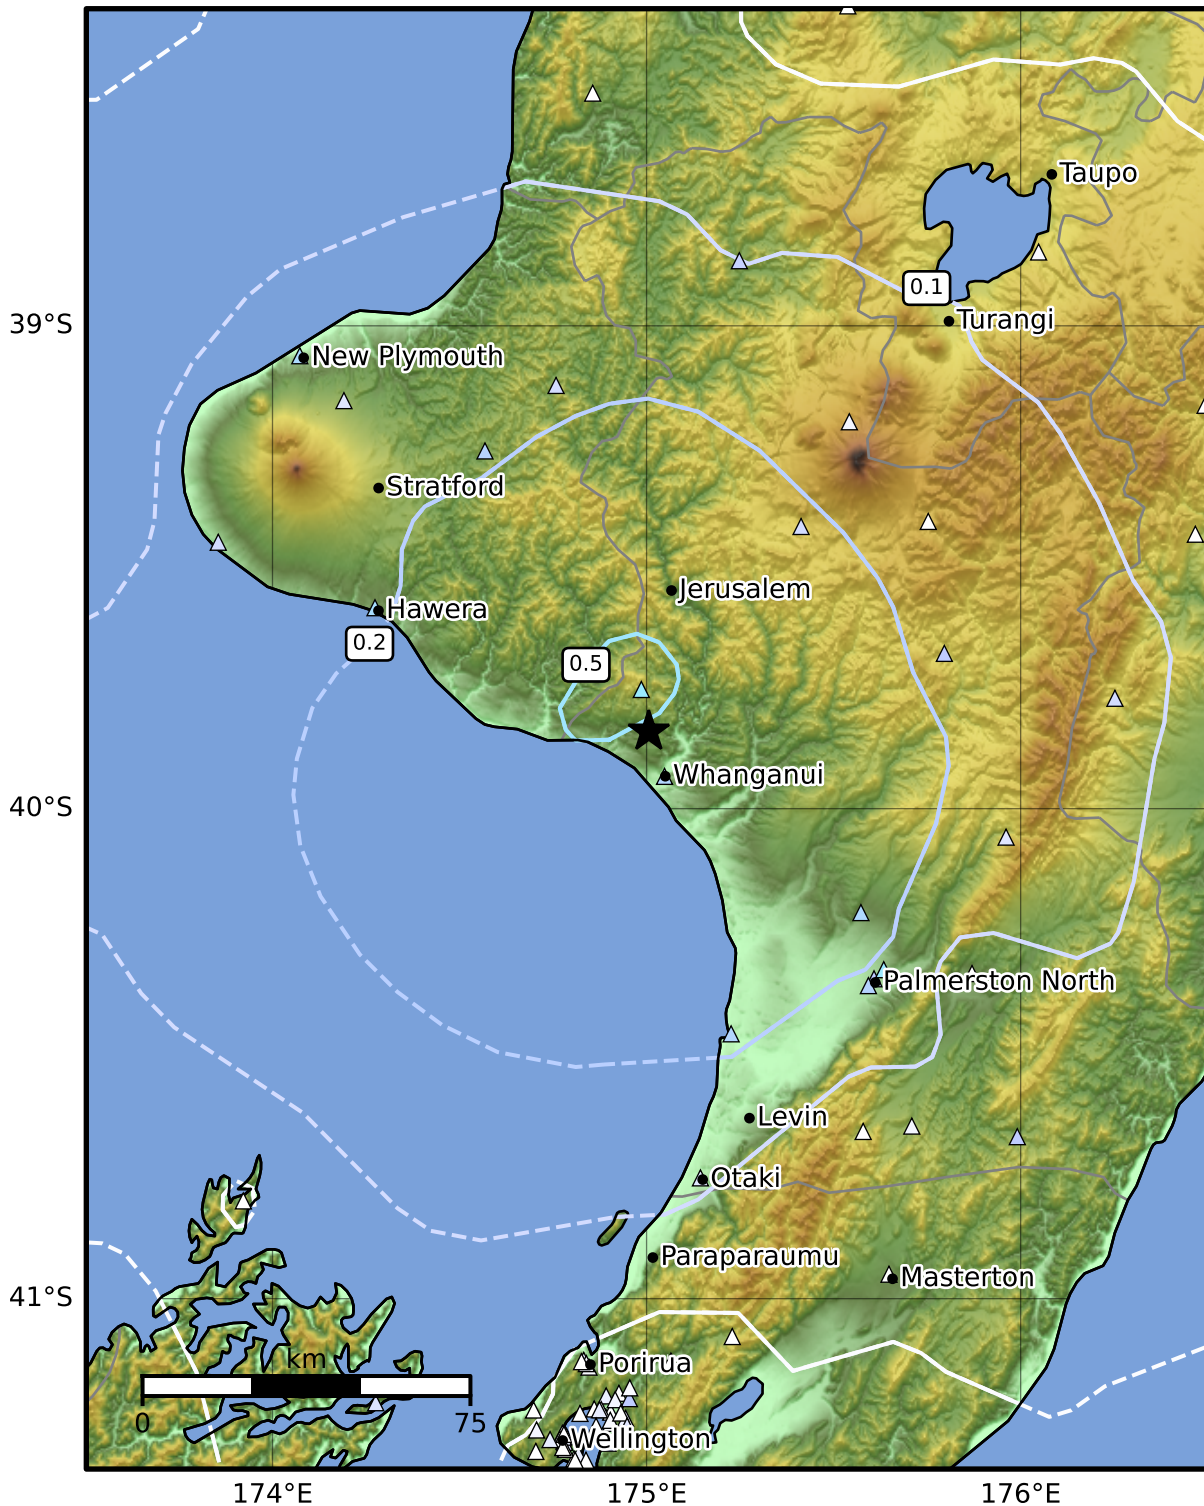 Taupo
0.1
Turangi
39°S
New Plymouth
Stratford
Jerusalem
Hawera
0.2
0.5
Whanganui
40°S
Palmerston North
Levin
Otaki
Paraparaumu
Masterton
41°S
km
Porirua
0
75
Wellington
174°E
175°E
176°E